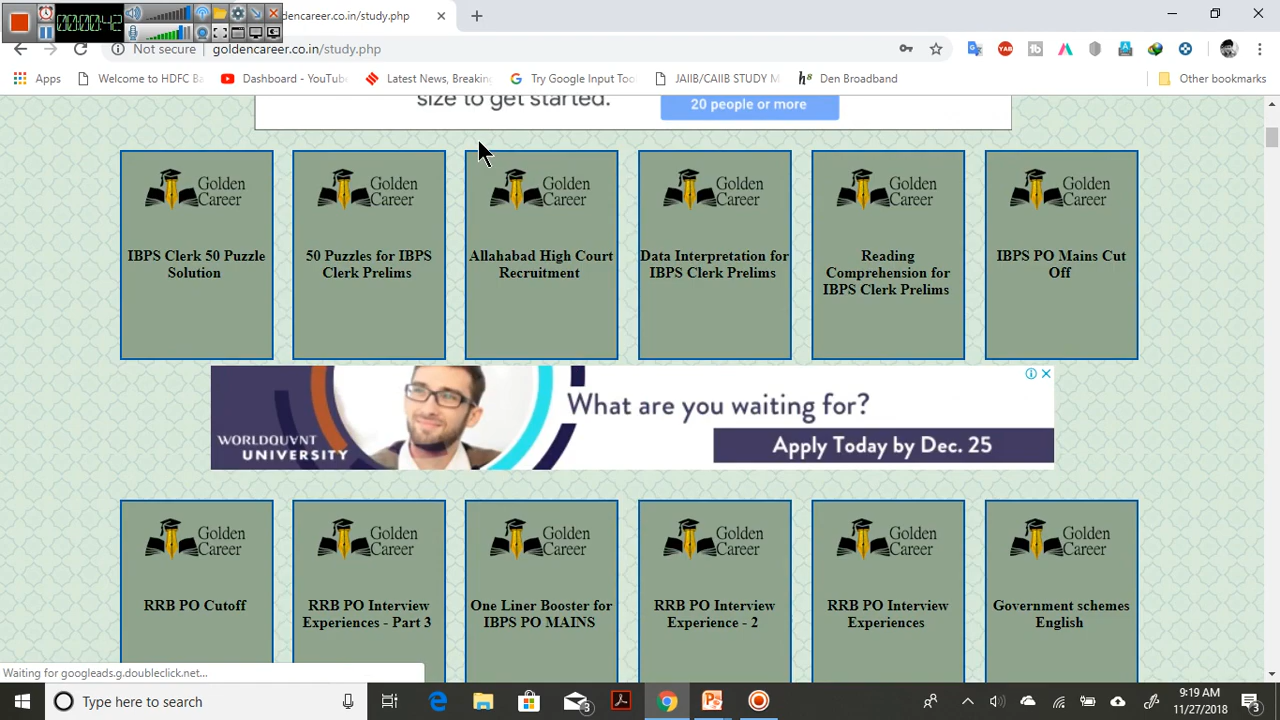 00:00:42
dencareer.co.in/study.php
Not secure
goldencareer.co.in/study.php
Apps
Welcome to HDFC Ba
Dashboard - YouTube
Latest News, Breakin
Try Google Input Too
JAIIB/CAIIB STUDY M
Den Broadband
Other bookmarks
size to get started.
20 people or more
Golden
Career
IBPS Clerk 50 Puzzle
Solution
Golden
Career
50 Puzzles for IBPS
Clerk Prelims
Golden
Career
Allahabad High Court
Recruitment
Golden
Career
Data Interpretation for
IBPS Clerk Prelims
Golden
Career
Reading
Comprehension for
IBPS Clerk Prelims
Golden
Career
IBPS PO Mains Cut
Off
WORLDQUANT
UNIVERSITY
What are you waiting for?
Apply Today by Dec. 25
Golden
Career
RRB PO Cutoff
Golden
Career
RRB PO Interview
Experiences - Part 3
Golden
Career
One Liner Booster for
IBPS PO MAINS
Golden
Career
RRB PO Interview
Experience - 2
Golden
Career
RRB PO Interview
Experiences
Golden
Career
Government schemes
English
Waiting for googleads.g.doubleclick.net...
Type here to search
3
9:19 AM
11/27/2018
3